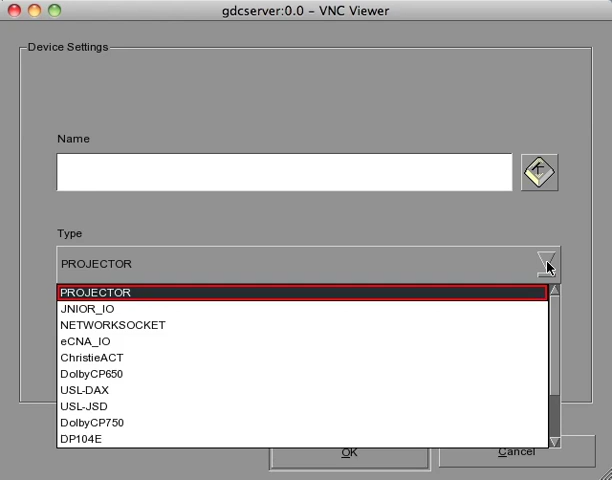 gdcserver:0.0 – VNC Viewer
Device Settings
Name
Type
PROJECTOR
PROJECTOR
JNIOR_IO
NETWORKSOCKET
eCNA_IO
ChristieACT
DolbyCP650
USL-DAX
USL-JSD
DolbyCP750
DP104E
OK
Cancel